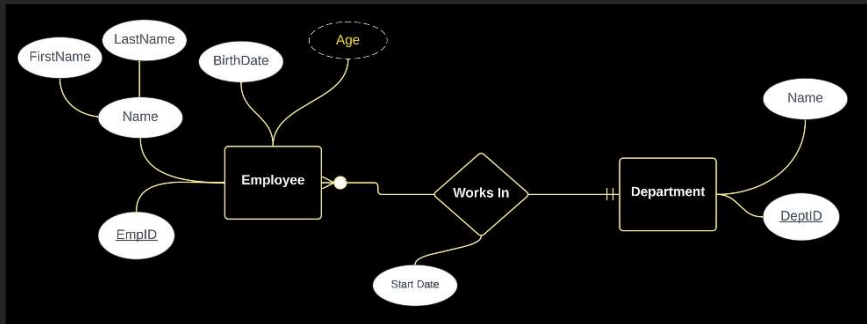 LastName
FirstName
BirthDate
Age
Name
Name
Employee
Works In
Department
EmpID
DeptID
Start Date